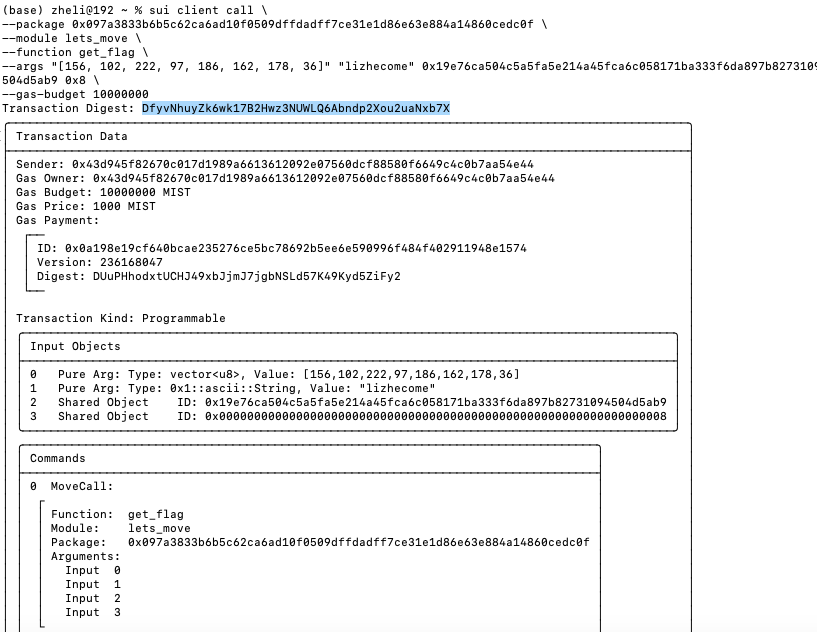 (base) zheli@192 ~ % sui client call \
--package 0x097a3833b6b5c62ca6ad10f0509dffdadff7ce31e1d86e63e884a14860cedc0f \
--module lets_move \
--function get_flag \
--args "[156, 102, 222, 97, 186, 162, 178, 36]" "lizhecome" 0x19e76ca504c5a5fa5e214a45fca6c058171ba333f6da897b8273109
504d5ab9 0x8 \
--gas-budget 10000000
Transaction Digest: DfyvNhuyZk6wk17B2Hwz3NUWLQ6Abndp2Xou2uaNxb7X
Transaction Data
Sender: 0x43d945f82670c017d1989a6613612092e07560dcf88580f6649c4c0b7aa54e44
Gas Owner: 0x43d945f82670c017d1989a6613612092e07560dcf88580f6649c4c0b7aa54e44
Gas Budget: 10000000 MIST
Gas Price: 1000 MIST
Gas Payment:
ID: 0x0a198e19cf640bcae235276ce5bc78692b5ee6e590996f484f402911948e1574
Version: 236168047
Digest: DUuPHhodxtUCHJ49xbJjmJ7jgbNSLd57K49Kyd5ZiFy2
Transaction Kind: Programmable
Input Objects
0 Pure Arg: Type: vector<u8>, Value: [156,102,222,97,186,162,178,36]
1 Pure Arg: Type: 0x1::ascii::String, Value: "lizhecome"
2 Shared Object ID: 0x19e76ca504c5a5fa5e214a45fca6c058171ba333f6da897b82731094504d5ab9
3 Shared Object ID: 0x0000000000000000000000000000000000000000000000000000000000000008
Commands
0 MoveCall:
Function: get_flag
Module: lets_move
Package: 0x097a3833b6b5c62ca6ad10f0509dffdadff7ce31e1d86e63e884a14860cedc0f
Arguments:
Input 0
Input 1
Input 2
Input 3